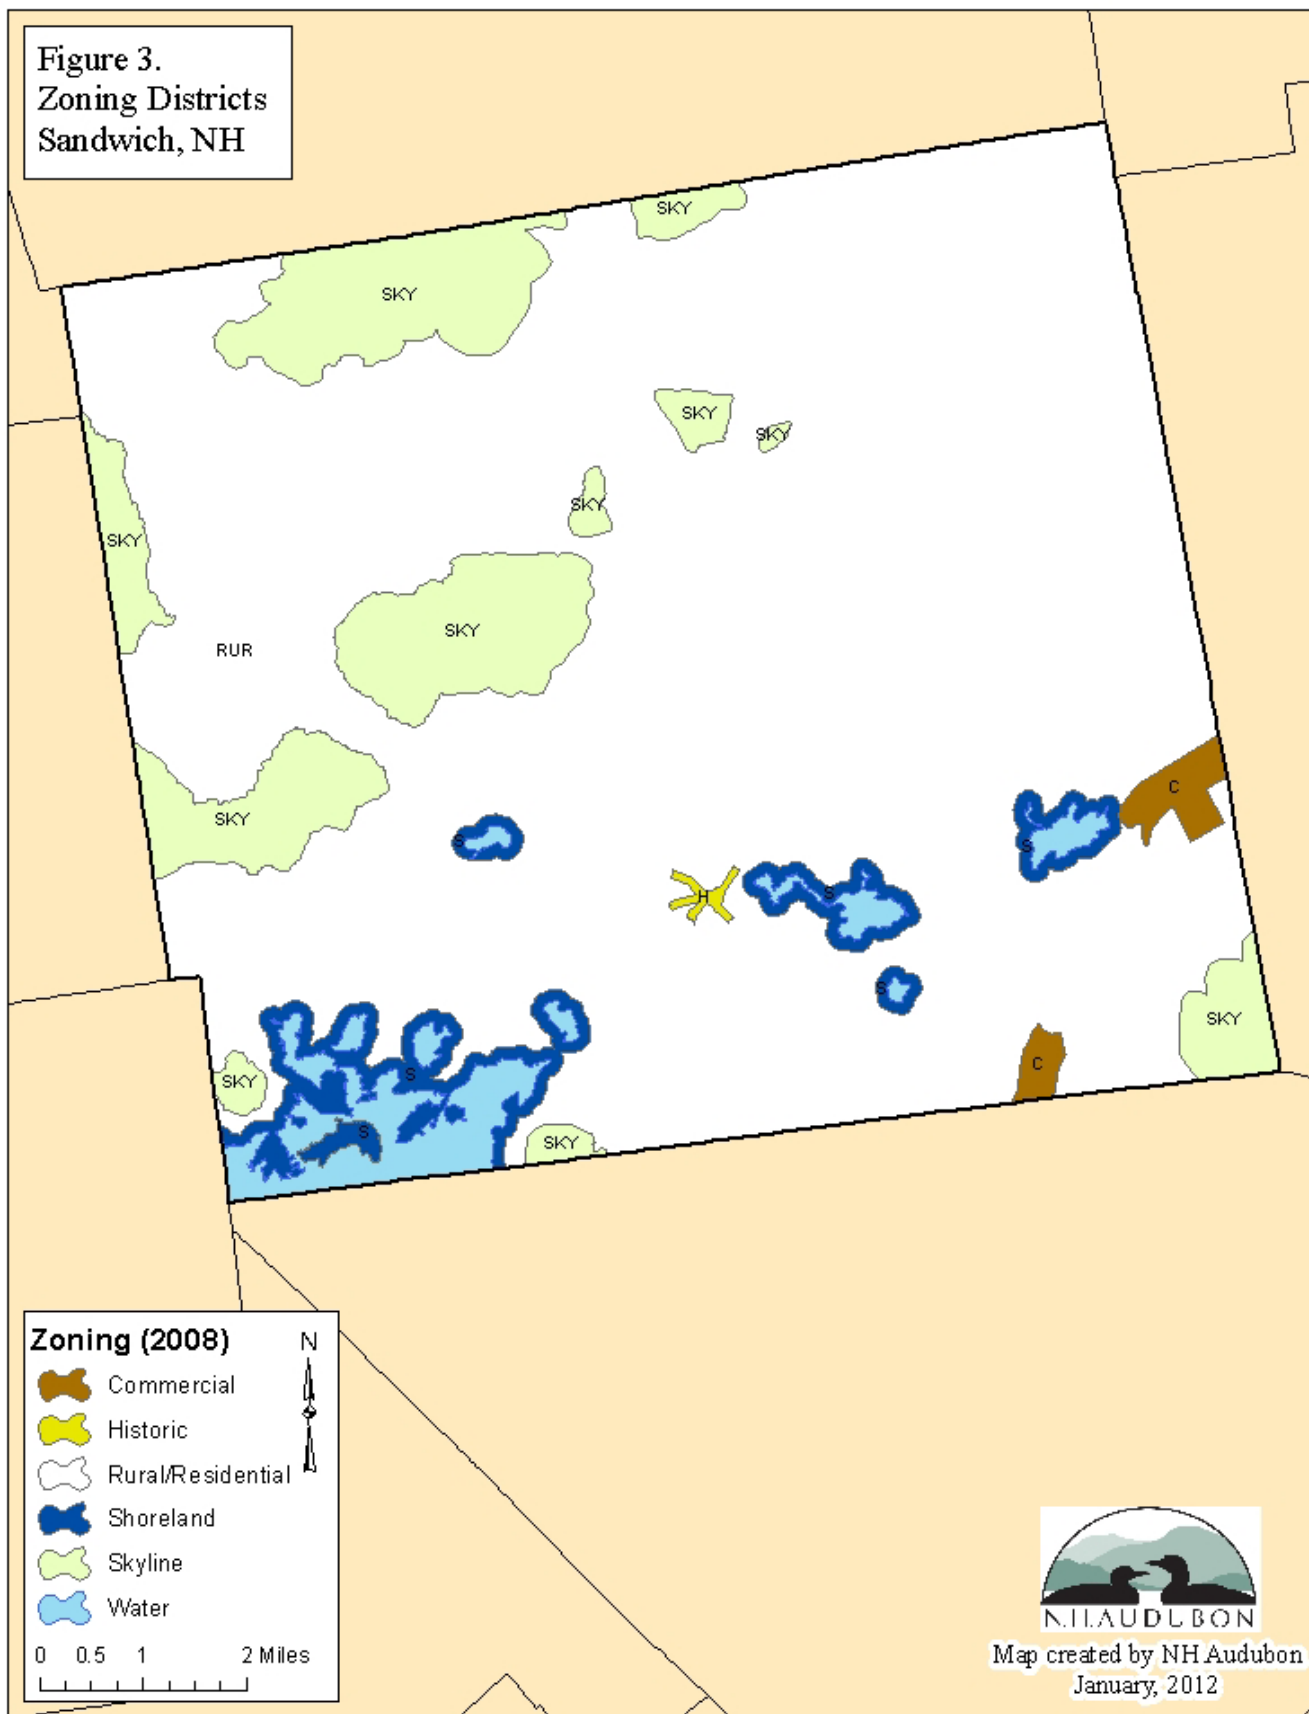 Figure 3.
Zoning Districts
Sandwich, NH
SKY
SKY
SKY
SKY
SKY
SKY
SKY
RUR
C
SKY
S
S
H
S
S
SKY
C
SKY
S
S
SKY
Zoning (2008)
N
Commercial
Historic
Rural/Residential
Shoreland
Skyline
Water
0 0.5 1 2 Miles
N.H.AUDUBON
Map created by NH Audubon
January, 2012